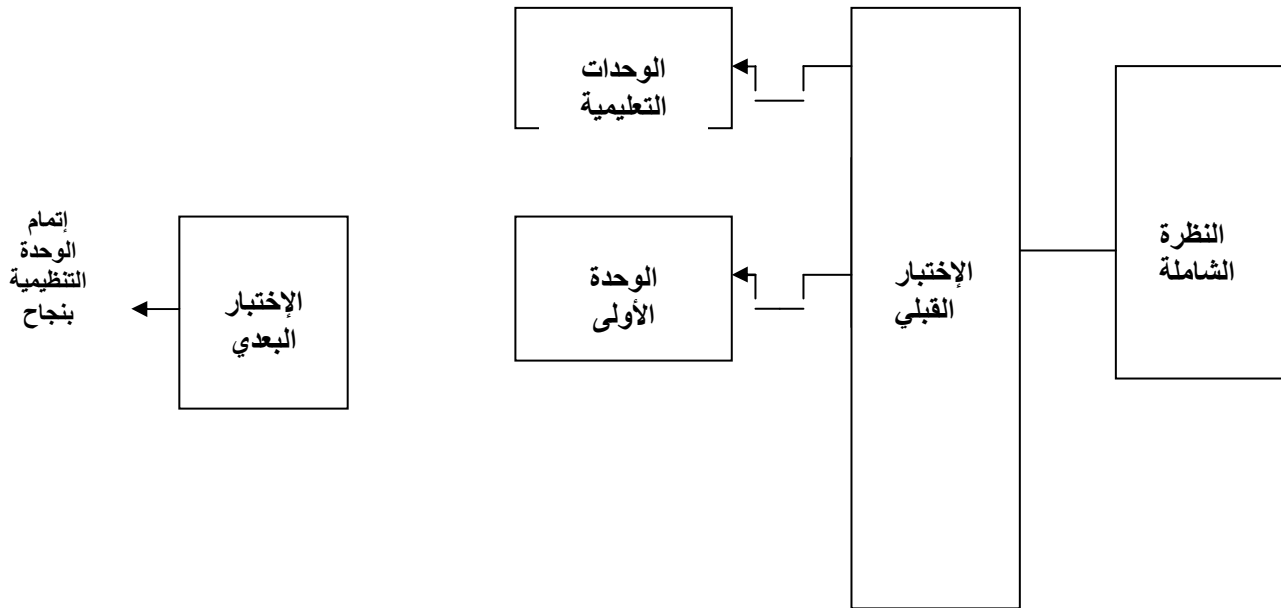 الوحدات
التعليمية
النظرة
الشاملة
الإختبار
القبلي
الوحدة
الأولى
الإختبار
البعدي
إتمام
الوحدة
التنظيمية
بنجاح